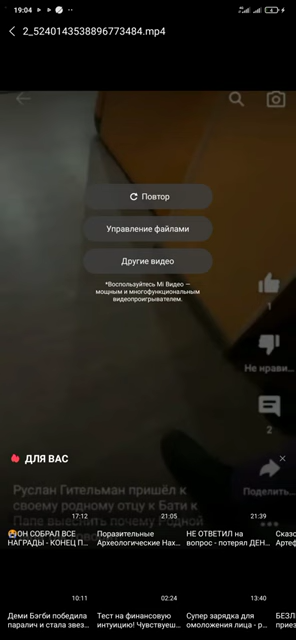 19:04
2_5240143538896773484.mp4
Повтор
Управление файлами
Другие видео
*Воспользуйтесь Mi Видео —
мощным и многофункциональным
видеопроигрывателем.
1
Не нрави...
2
Поделить...
ДЛЯ ВАС
Руслан Гительман пришёл к
своему родному отцу к Бати к
Папе выяснить почему Родной
17:12
21:05
21:39
ОН СОБРАЛ ВСЕ
НАГРАДЫ - КОНЕЦ П...
Поразительные
Археологические Нах...
НЕ ОТВЕТИЛ на
вопрос - потерял ДЕН...
Сказо
Артеф
10:11
02:24
13:40
Деми Бэгби победила
паралич и стала звез...
Тест на финансовую
интуицию! Чувствуеш...
Супер зарядка для
омоложения лица - р...
БЕЗЛ
приез